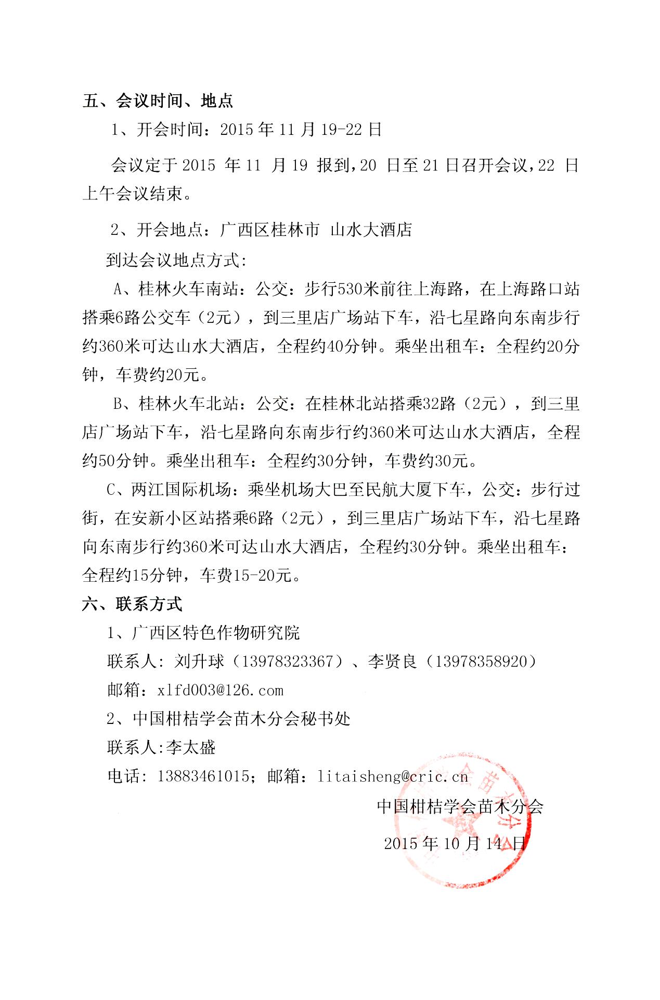 五、会议时间、地点
1、开会时间：2015 年 11 月 19-22 日
会议定于 2015 年 11 月 19 报到，20 日至 21 日召开会议，22 日
上午会议结束。
2、开会地点：广西区桂林市 山水大酒店
到达会议地点方式：
A、桂林火车南站：公交：步行530米前往上海路，在上海路口站
搭乘6路公交车（2元），到三里店广场站下车，沿七星路向东南步行
约360米可达山水大酒店，全程约40分钟。乘坐出租车：全程约20分
钟，车费约20元。
B、桂林火车北站：公交：在桂林北站搭乘32路（2元），到三里
店广场站下车，沿七星路向东南步行约360米可达山水大酒店，全程
约50分钟。乘坐出租车：全程约30分钟，车费约30元。
C、两江国际机场：乘坐机场大巴至民航大厦下车，公交：步行过
街，在安新小区站搭乘6路（2元），到三里店广场站下车，沿七星路
向东南步行约360米可达山水大酒店，全程约30分钟。乘坐出租车：
全程约15分钟，车费15-20元。
六、联系方式
1、广西区特色作物研究院
联系人：刘升球（13978323367）、李贤良（13978358920）
邮箱：xlfd003@126.com
2、中国柑桔学会苗木分会秘书处
联系人:李太盛
电话：13883461015；邮箱：litaisheng@cric.cn
中国柑桔学会苗木分会
2015 年 10 月 14 日
中国柑桔学会苗木分会